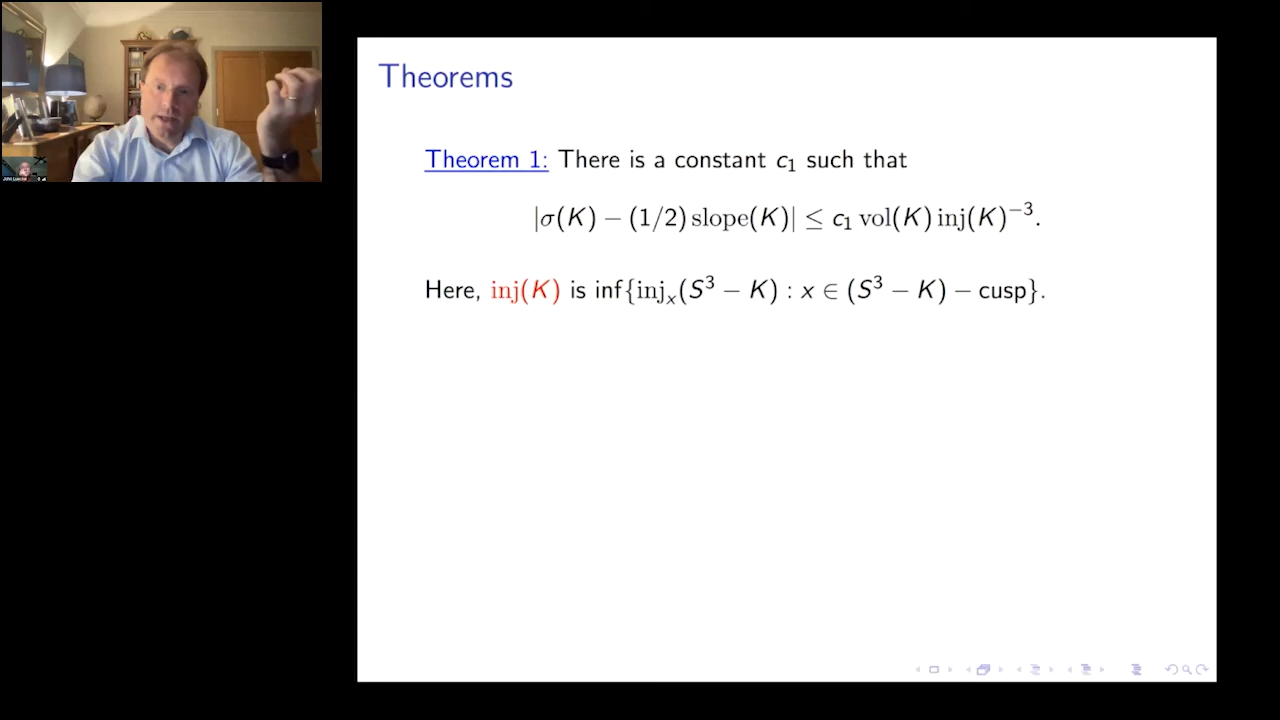 Theorems
Theorem 1: There is a constant c₁ such that
|σ(K) − (1/2) slope(K)| ≤ c₁ vol(K) inj(K)⁻³.
Here, inj(K) is inf{injₓ(S³ − K) : x ∈ (S³ − K) − cusp}.